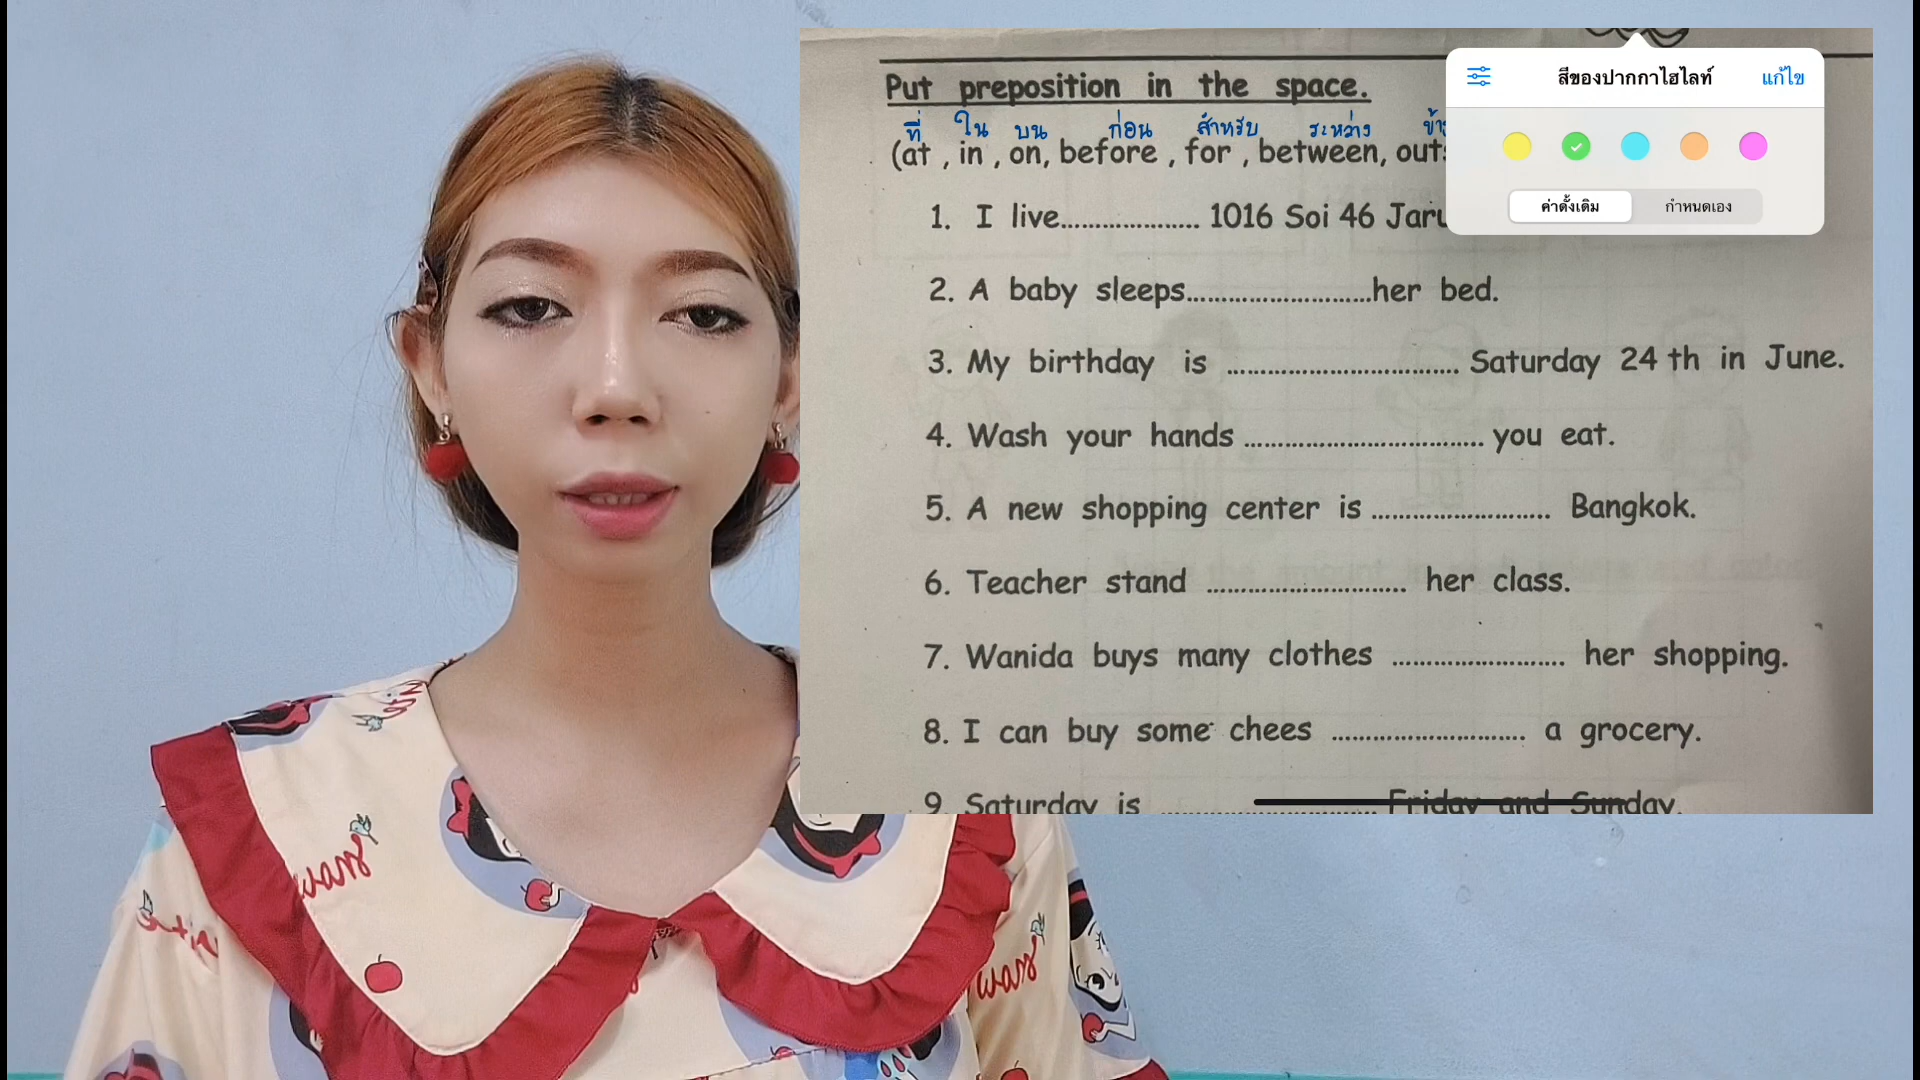 Put preposition in the space.
ที่ ใน บน ก่อน สำหรับ ระหว่าง
(at , in , on, before , for , between,
1. I live.................... 1016 Soi 46
2. A baby sleeps...........................her bed.
3. My birthday is .................................. Saturday 24 th in June.
4. Wash your hands ................................... you eat.
5. A new shopping center is .......................... Bangkok.
6. Teacher stand ............................. her class.
7. Wanida buys many clothes ......................... her shopping.
8. I can buy some chees ............................ a grocery.
9. Saturday is ................................ Friday and Sunday.
สีของปากกาไฮไลท์ แก้ไข
ค่าตั้งเดิม กำหนดเอง